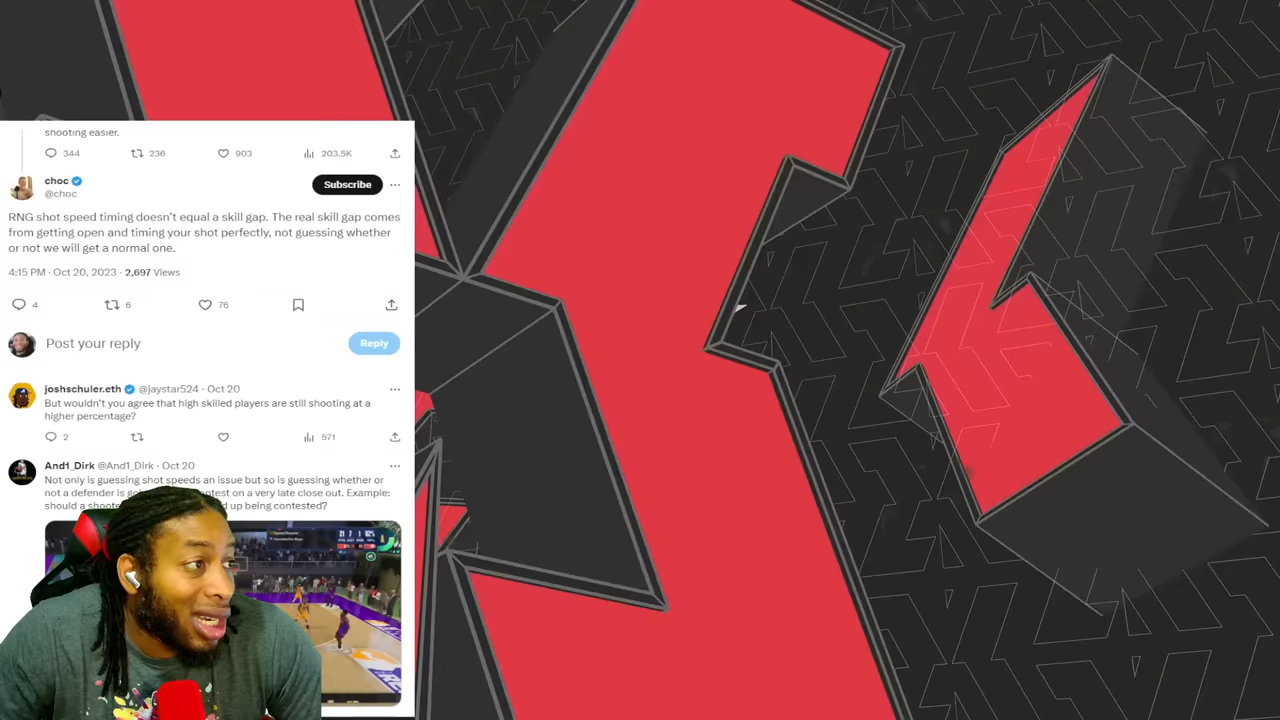 shooting easier.
344 236 903 203.5K
choc
@choc
Subscribe
RNG shot speed timing doesn't equal a skill gap. The real skill gap comes
from getting open and timing your shot perfectly, not guessing whether
or not we will get a normal one.
4:15 PM · Oct 20, 2023 · 2,697 Views
4 6 76
Post your reply
Reply
joshschuler.eth @jaystar524 · Oct 20
But wouldn't you agree that high skilled players are still shooting at a
higher percentage?
2 571
And1_Dirk @And1_Dirk · Oct 20
Not only is guessing shot speeds an issue but so is guessing whether or
not a defender is ntest on a very late close out. Example:
should a shoote d up being contested?